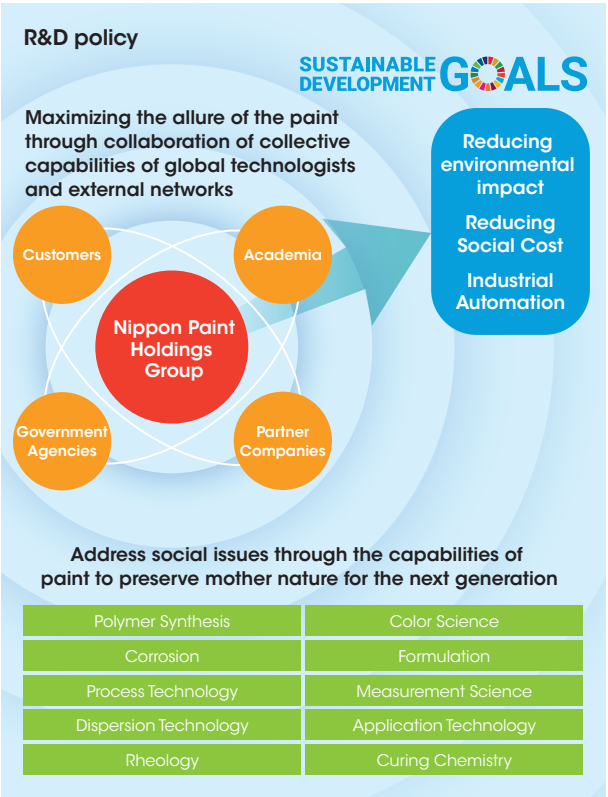 R&D policy
SUSTAINABLE
DEVELOPMENT
GOALS
Maximizing the allure of the paint
through collaboration of collective
capabilities of global technologists
and external networks
Reducing
environmental
impact
Reducing
Social Cost
Industrial
Automation
Customers
Academia
Nippon Paint
Holdings
Group
Government
Agencies
Partner
Companies
Address social issues through the capabilities of
paint to preserve mother nature for the next generation
Polymer Synthesis
Color Science
Corrosion
Formulation
Process Technology
Measurement Science
Dispersion Technology
Application Technology
Rheology
Curing Chemistry